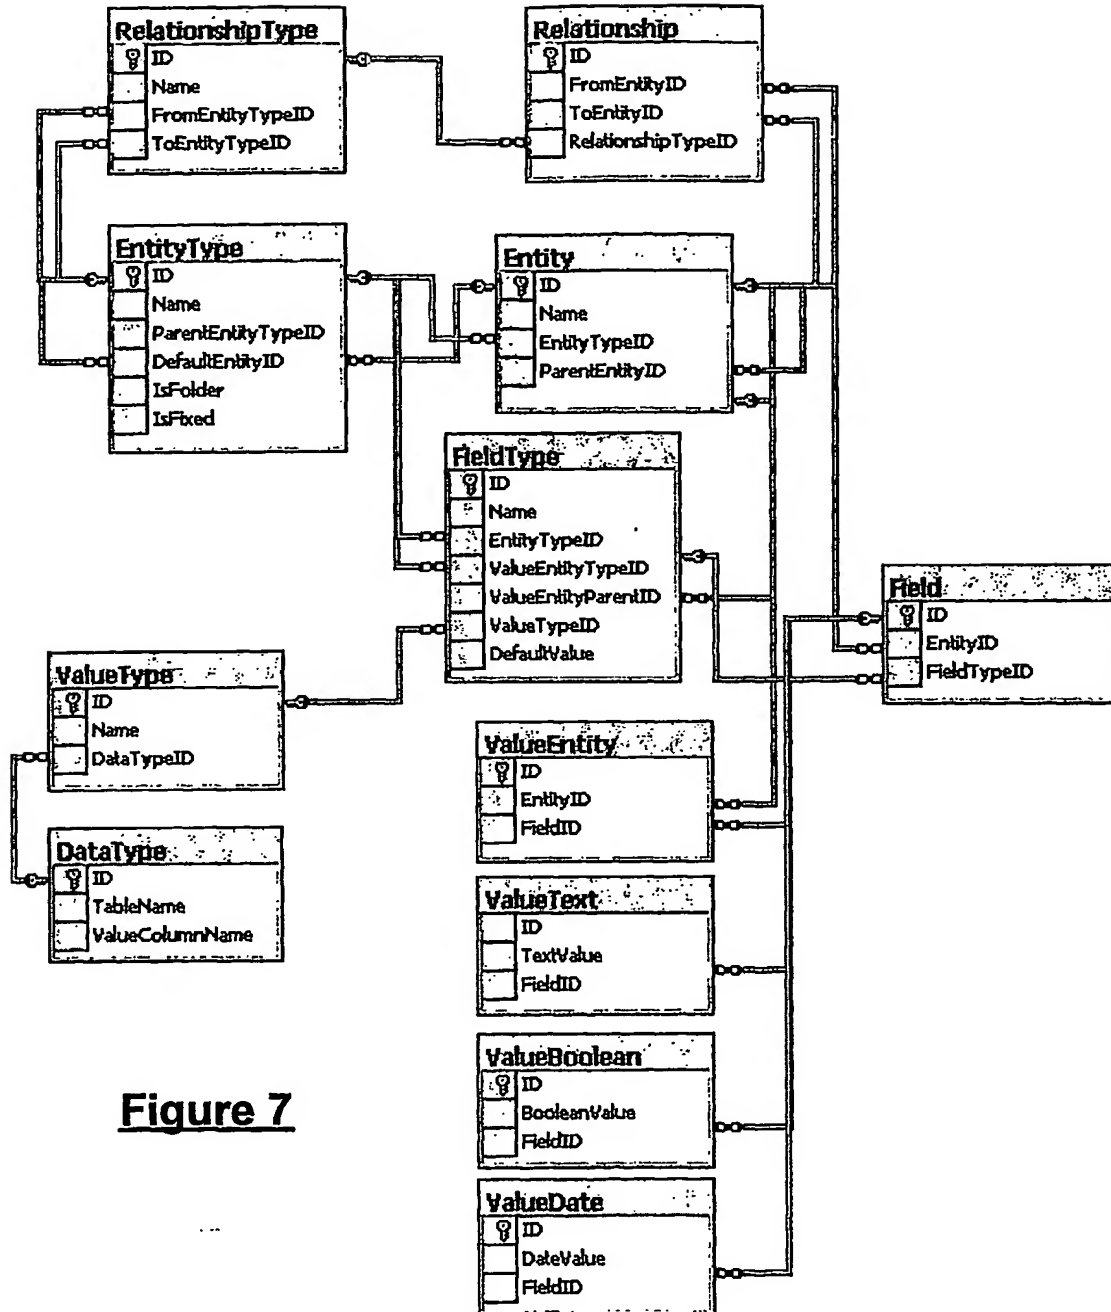 RelationshipType
ID
Name
FromEntityTypeID
ToEntityTypeID
Relationship
ID
FromEntityID
ToEntityID
RelationshipTypeID
EntityType
ID
Name
ParentEntityTypeID
DefaultEntityID
IsFolder
IsFixed
Entity
ID
Name
EntityTypeID
ParentEntityID
FieldType
ID
Name
EntityTypeID
ValueEntityTypeID
ValueEntityParentID
ValueTypeID
DefaultValue
Field
ID
EntityID
FieldTypeID
ValueType
ID
Name
DataTypeID
ValueEntity
ID
EntityID
FieldID
DataType
ID
TableName
ValueColumnName
ValueText
ID
TextValue
FieldID
ValueBoolean
ID
BooleanValue
FieldID
Figure 7
ValueDate
ID
DateValue
FieldID